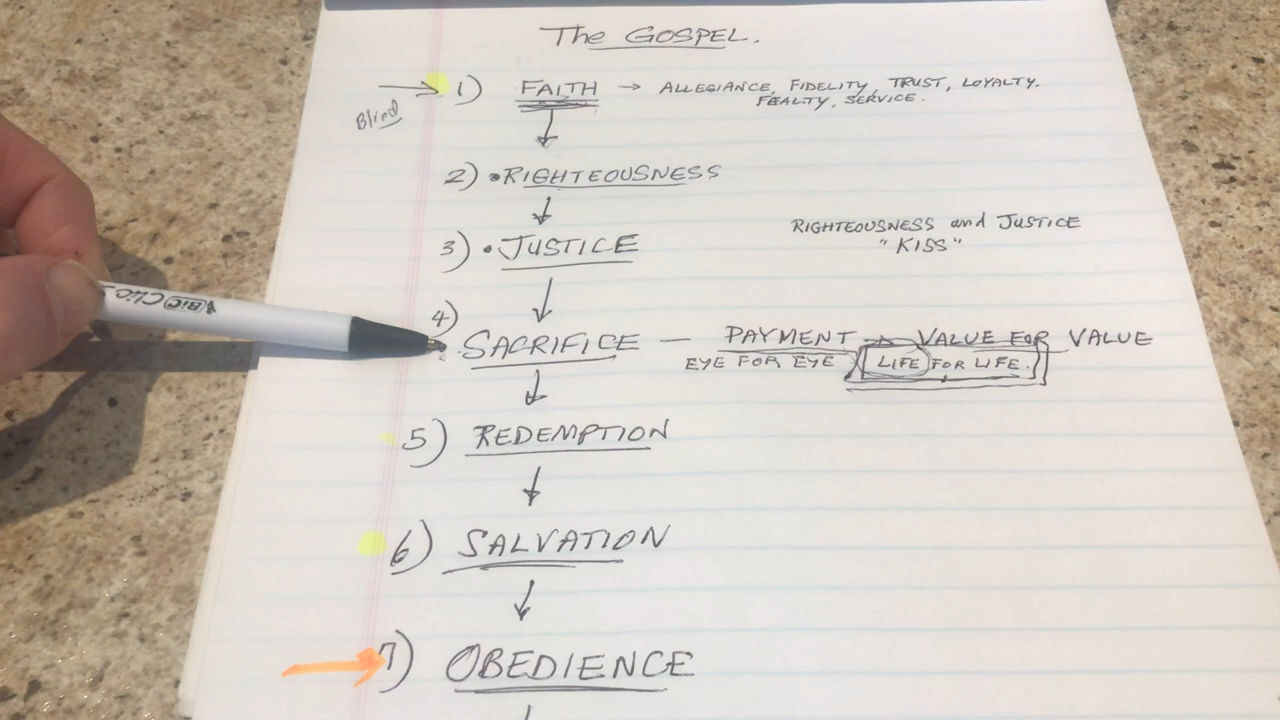 The GOSPEL.
1) FAITH → ALLEGIANCE, FIDELITY, TRUST, LOYALTY.
FEALTY, SERVICE.
Blind
2) •RIGHTEOUSNESS
RIGHTEOUSNESS and JUSTICE
"KISS"
3) •JUSTICE
4) SACRIFICE — PAYMENT → VALUE FOR VALUE
EYE FOR EYE LIFE FOR LIFE.
BIC Clic
5) REDEMPTION
6) SALVATION
7) OBEDIENCE